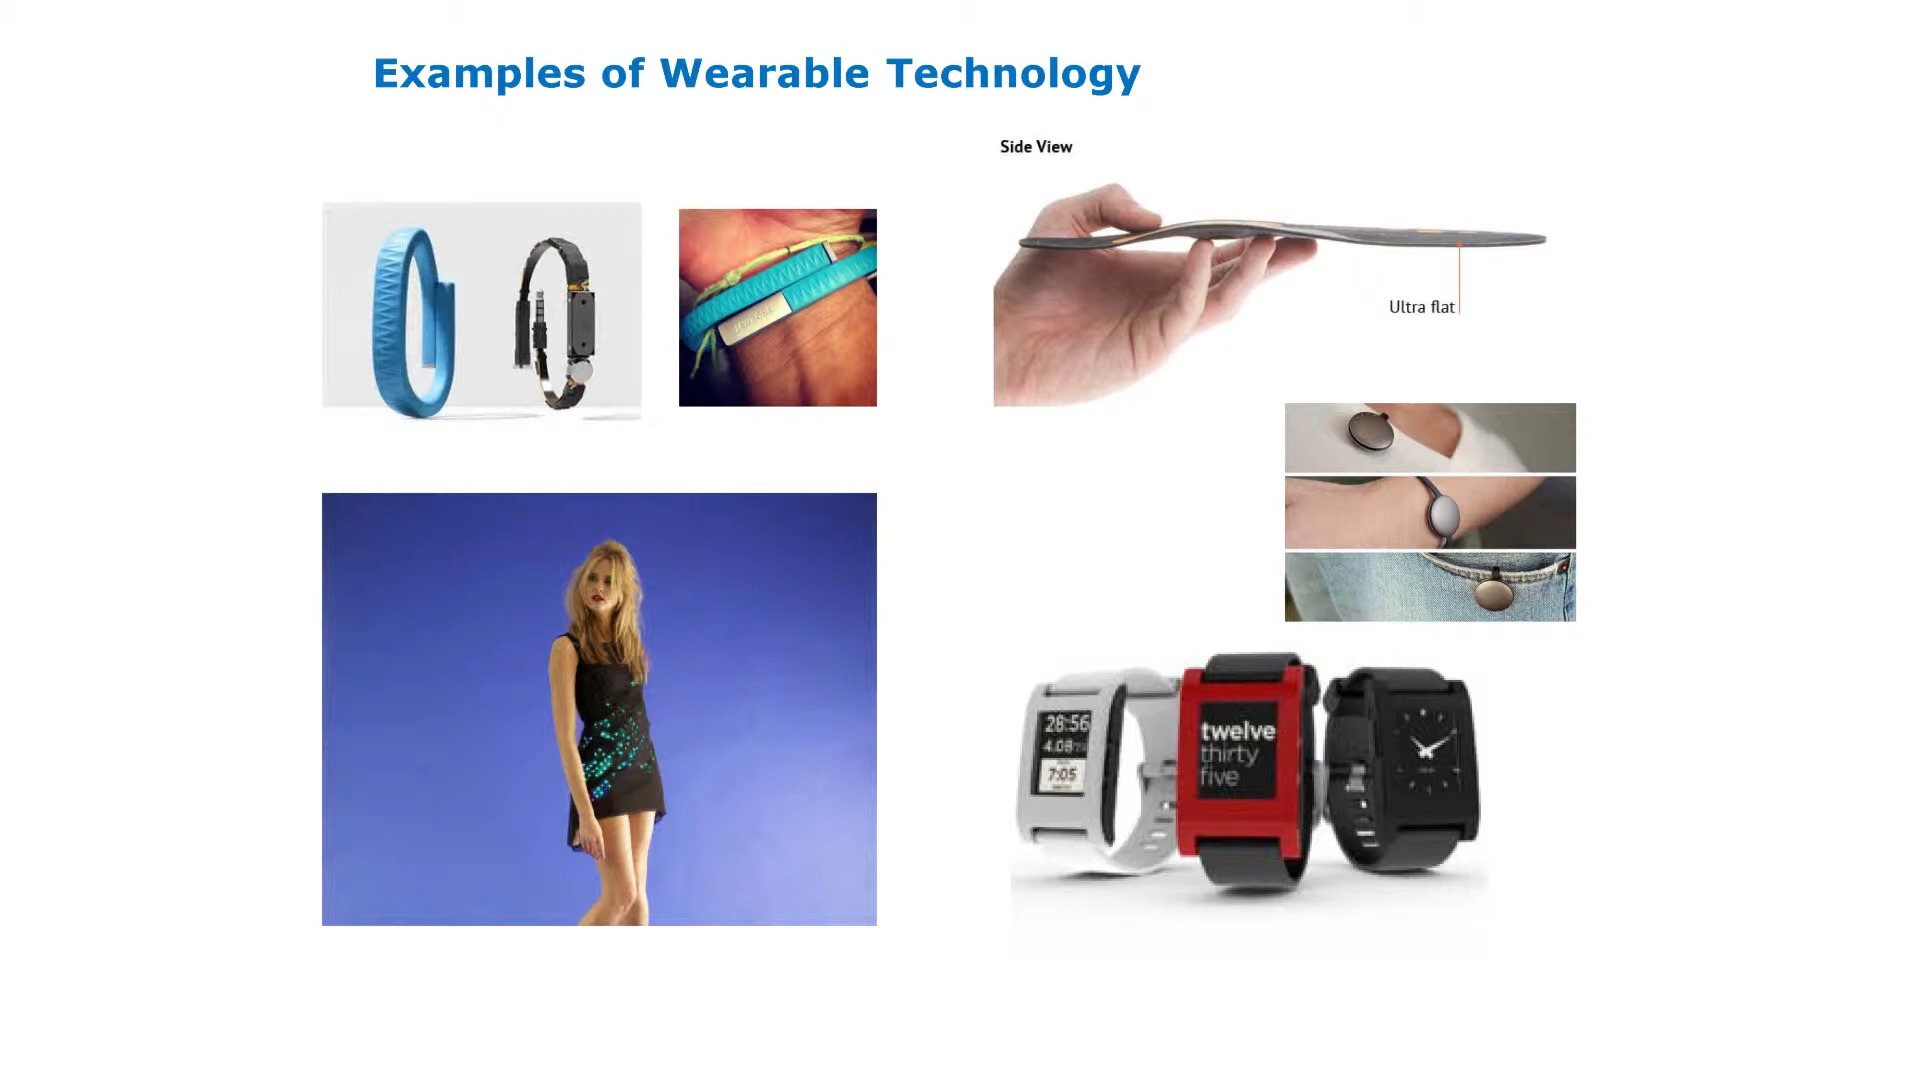 Examples of Wearable Technology
Side View
Ultra flat
28:56
4.08
7:05
twelve
thirty
five